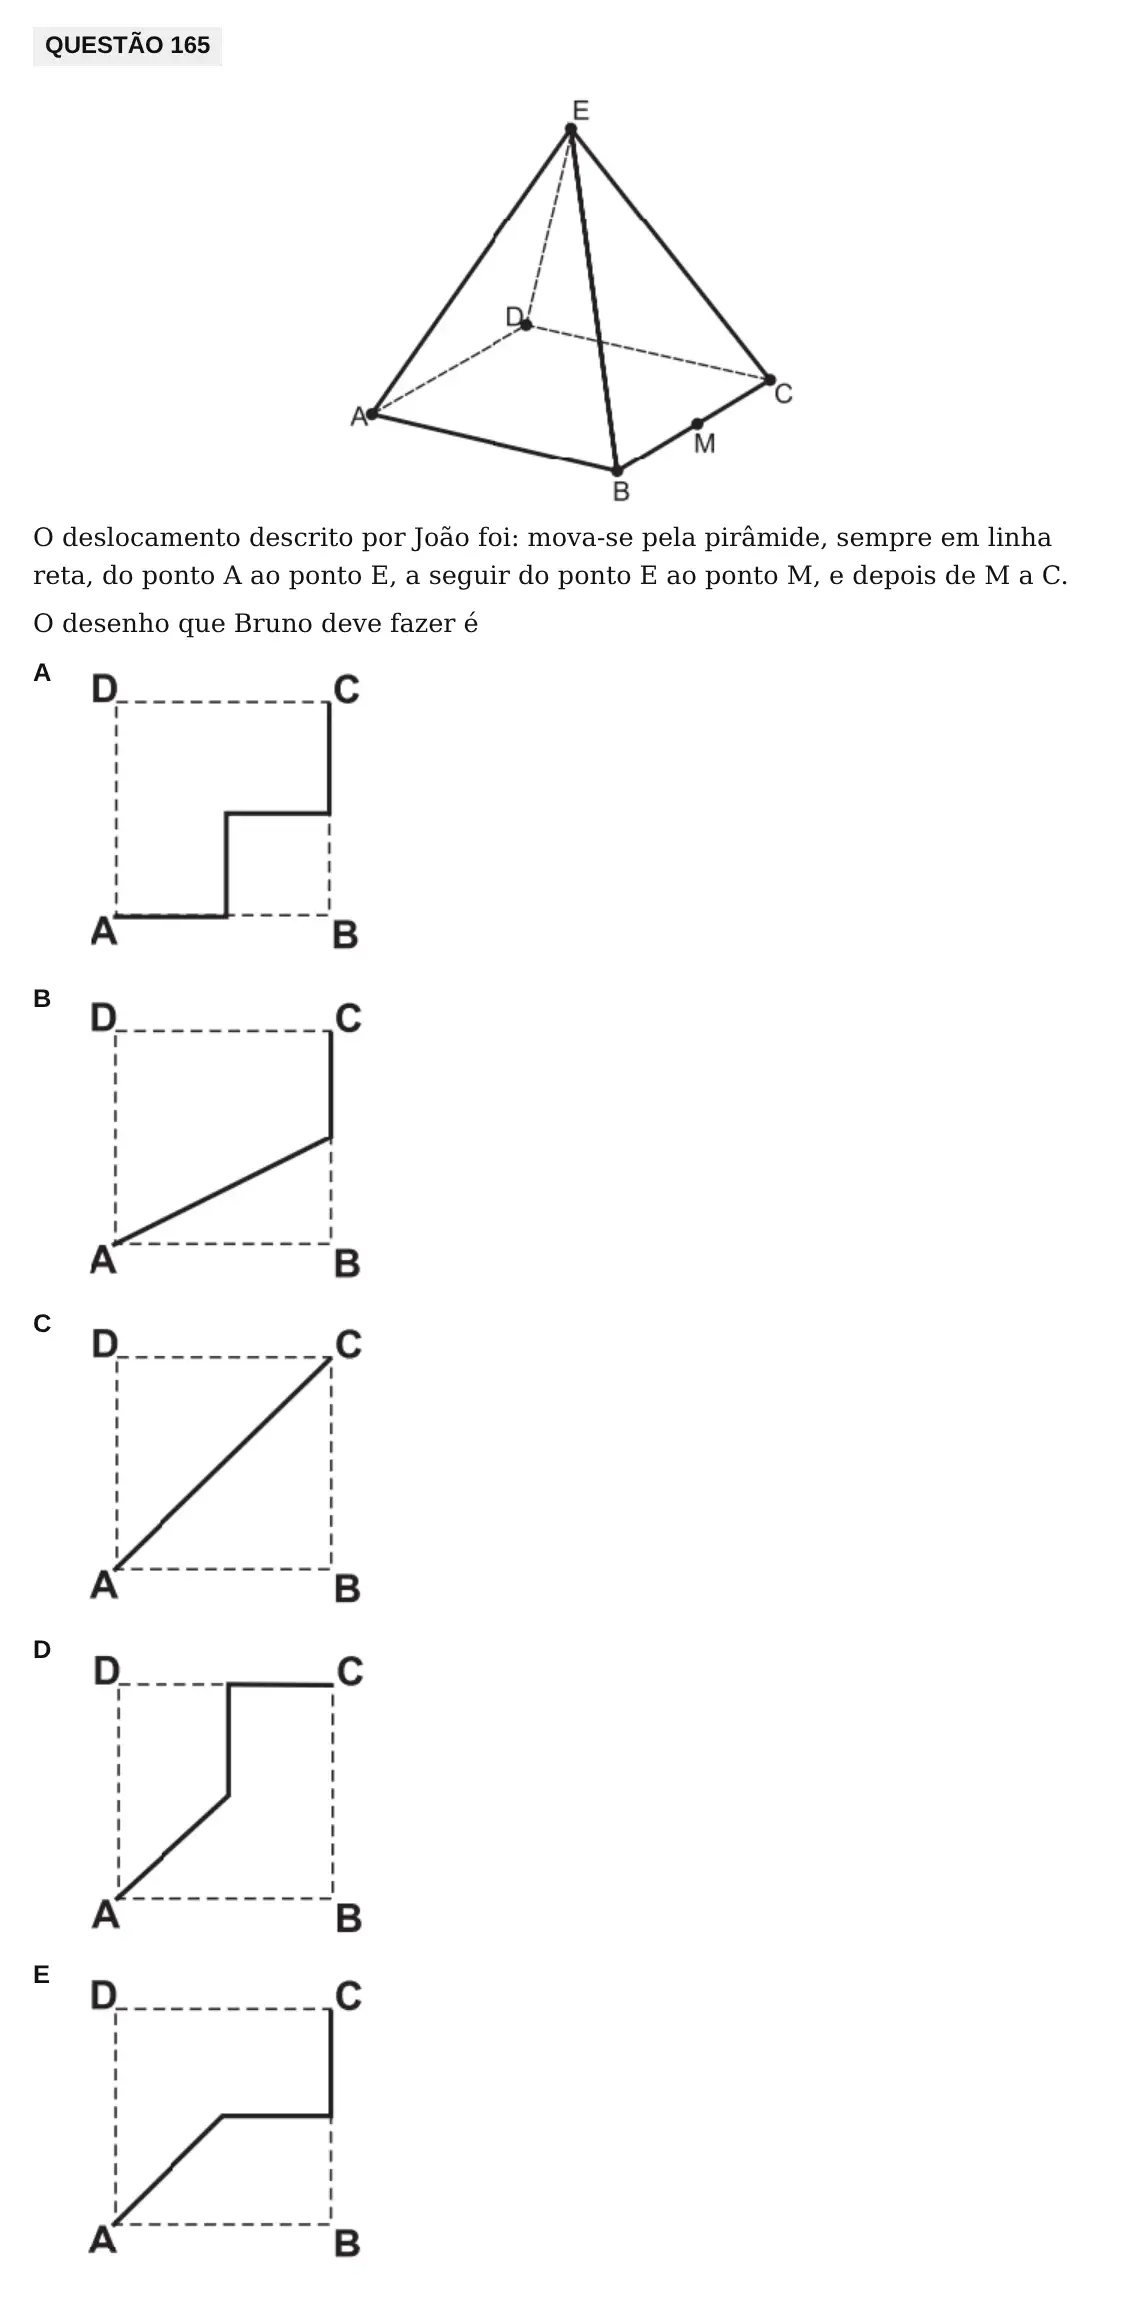 QUESTÃO 165
E
D
C
A
M
B
O deslocamento descrito por João foi: mova-se pela pirâmide, sempre em linha
reta, do ponto A ao ponto E, a seguir do ponto E ao ponto M, e depois de M a C.
O desenho que Bruno deve fazer é
A
D C
A B
B
D C
A B
C
D C
A B
D
D C
A B
E
D C
A B